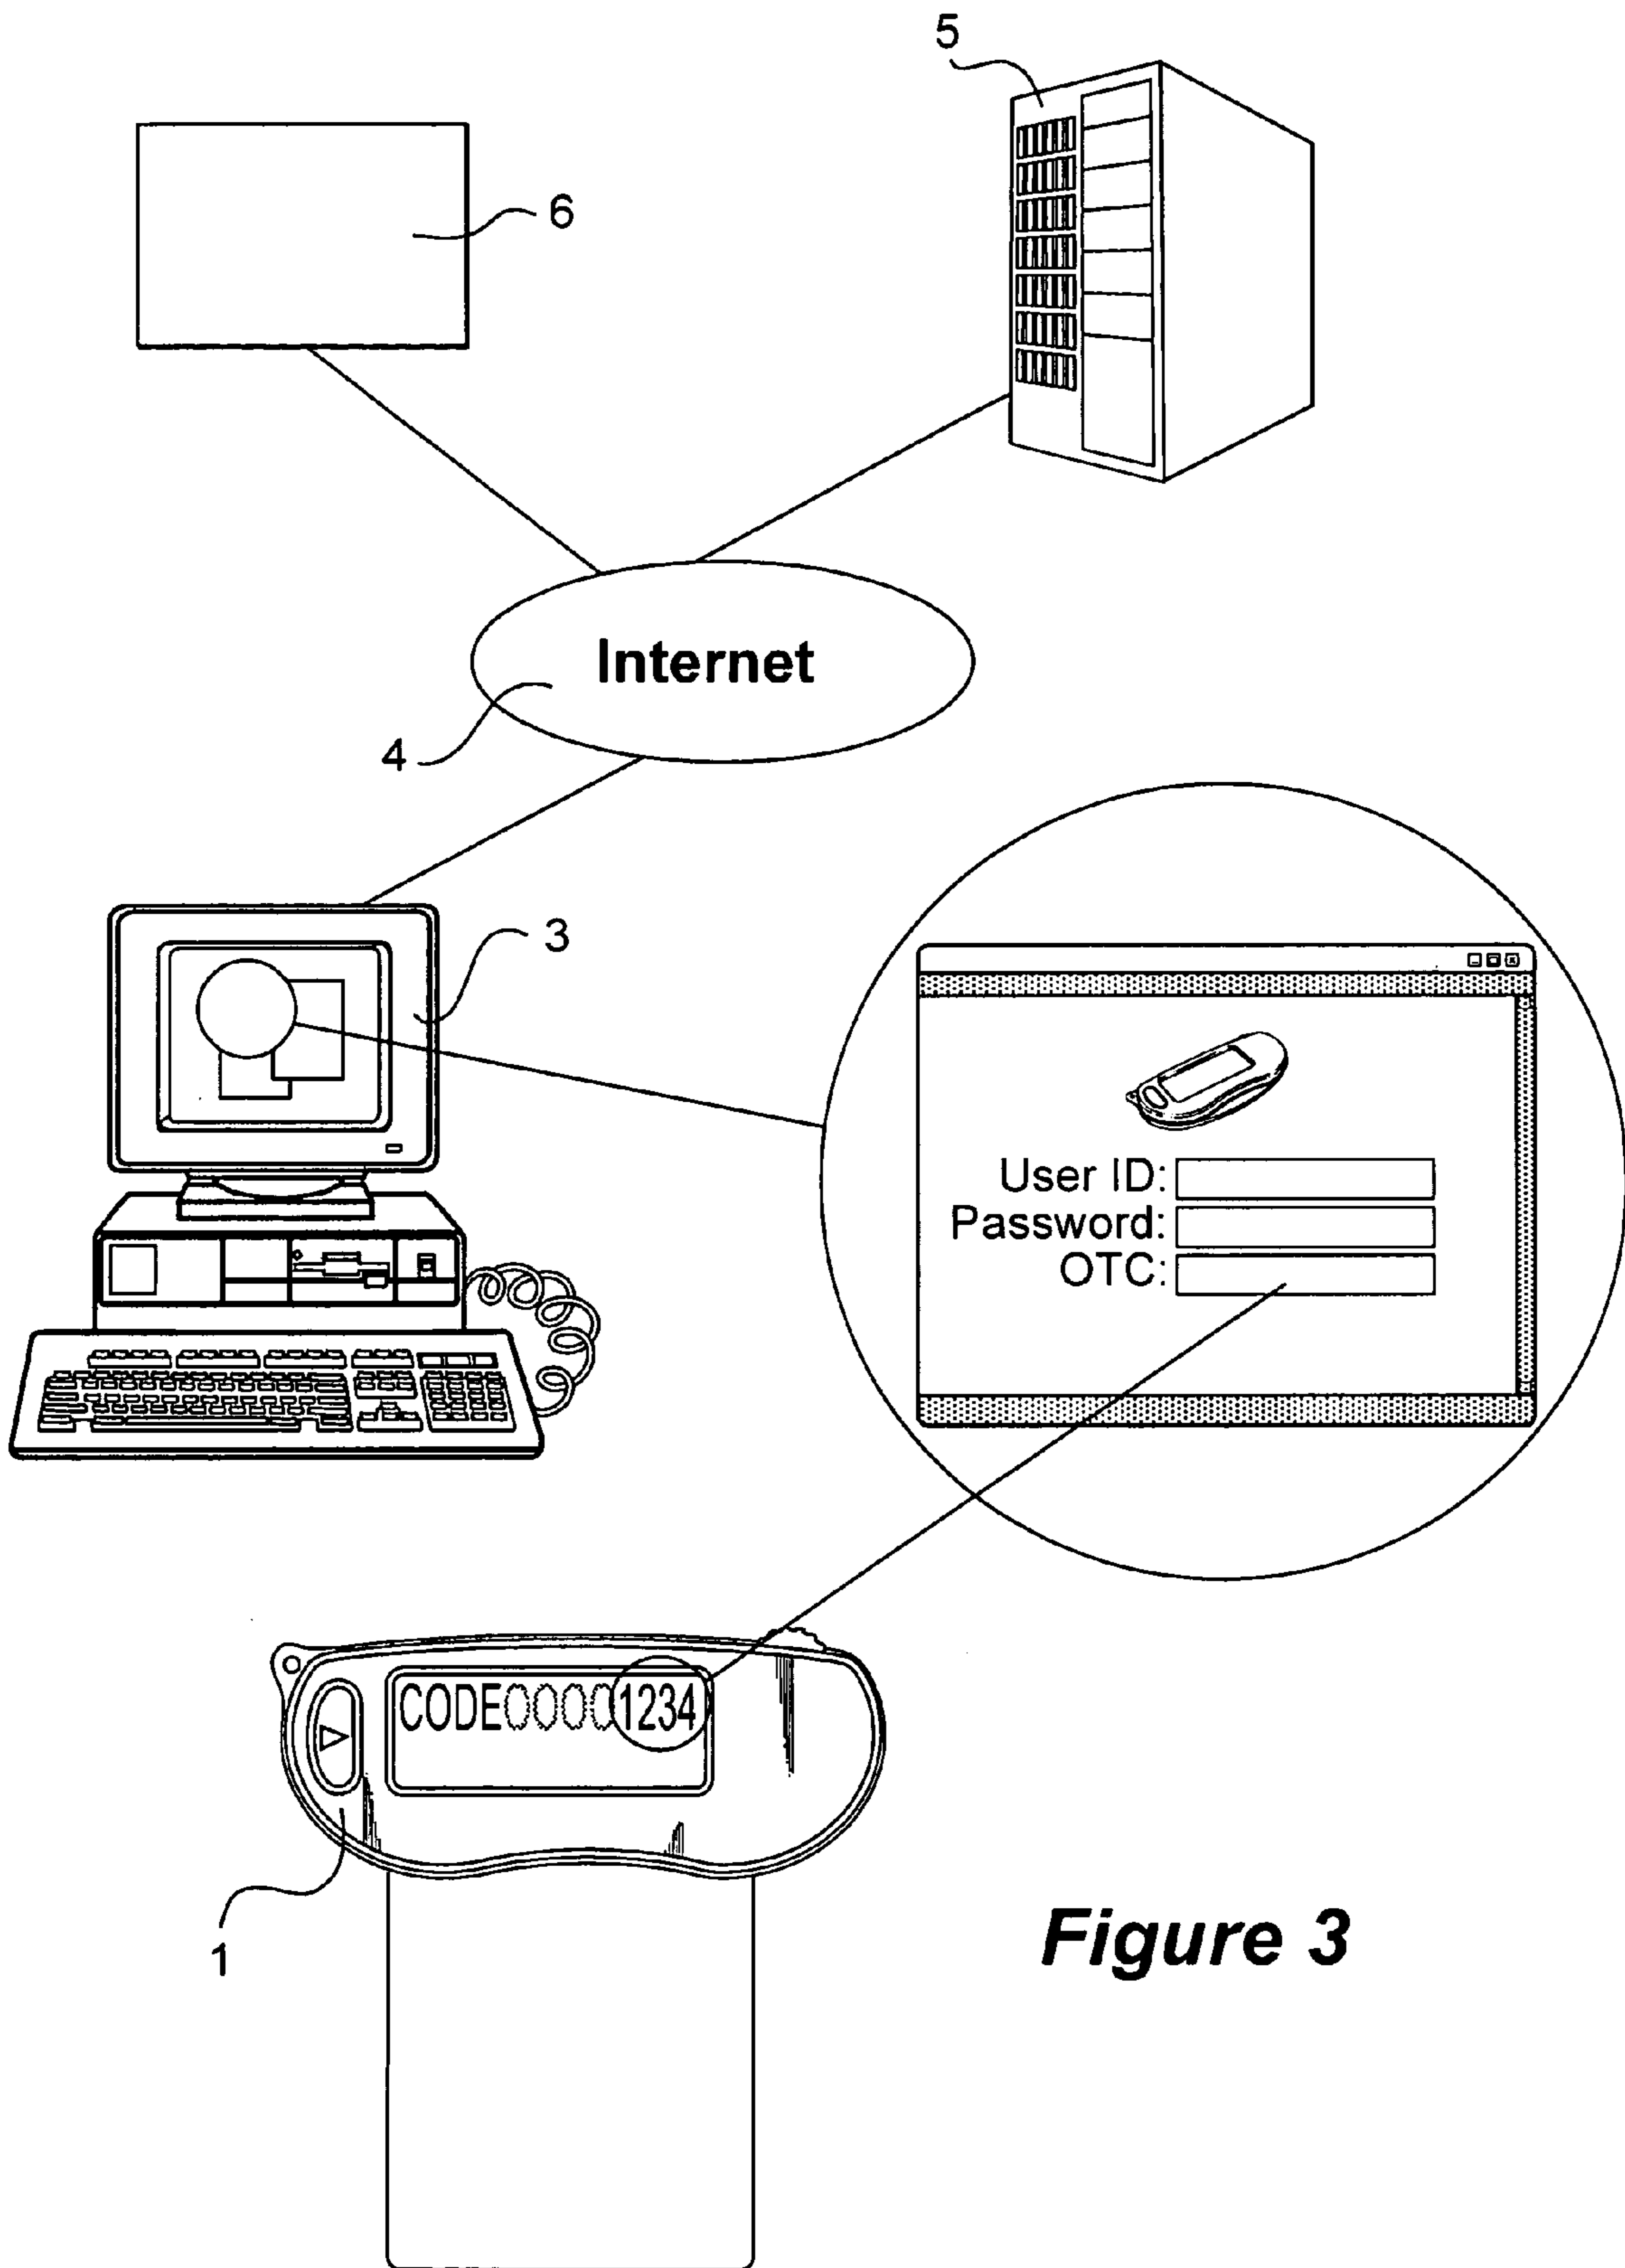 5
6
Internet
4
3
User ID:
Password:
OTC:
CODE00001234
1
Figure 3